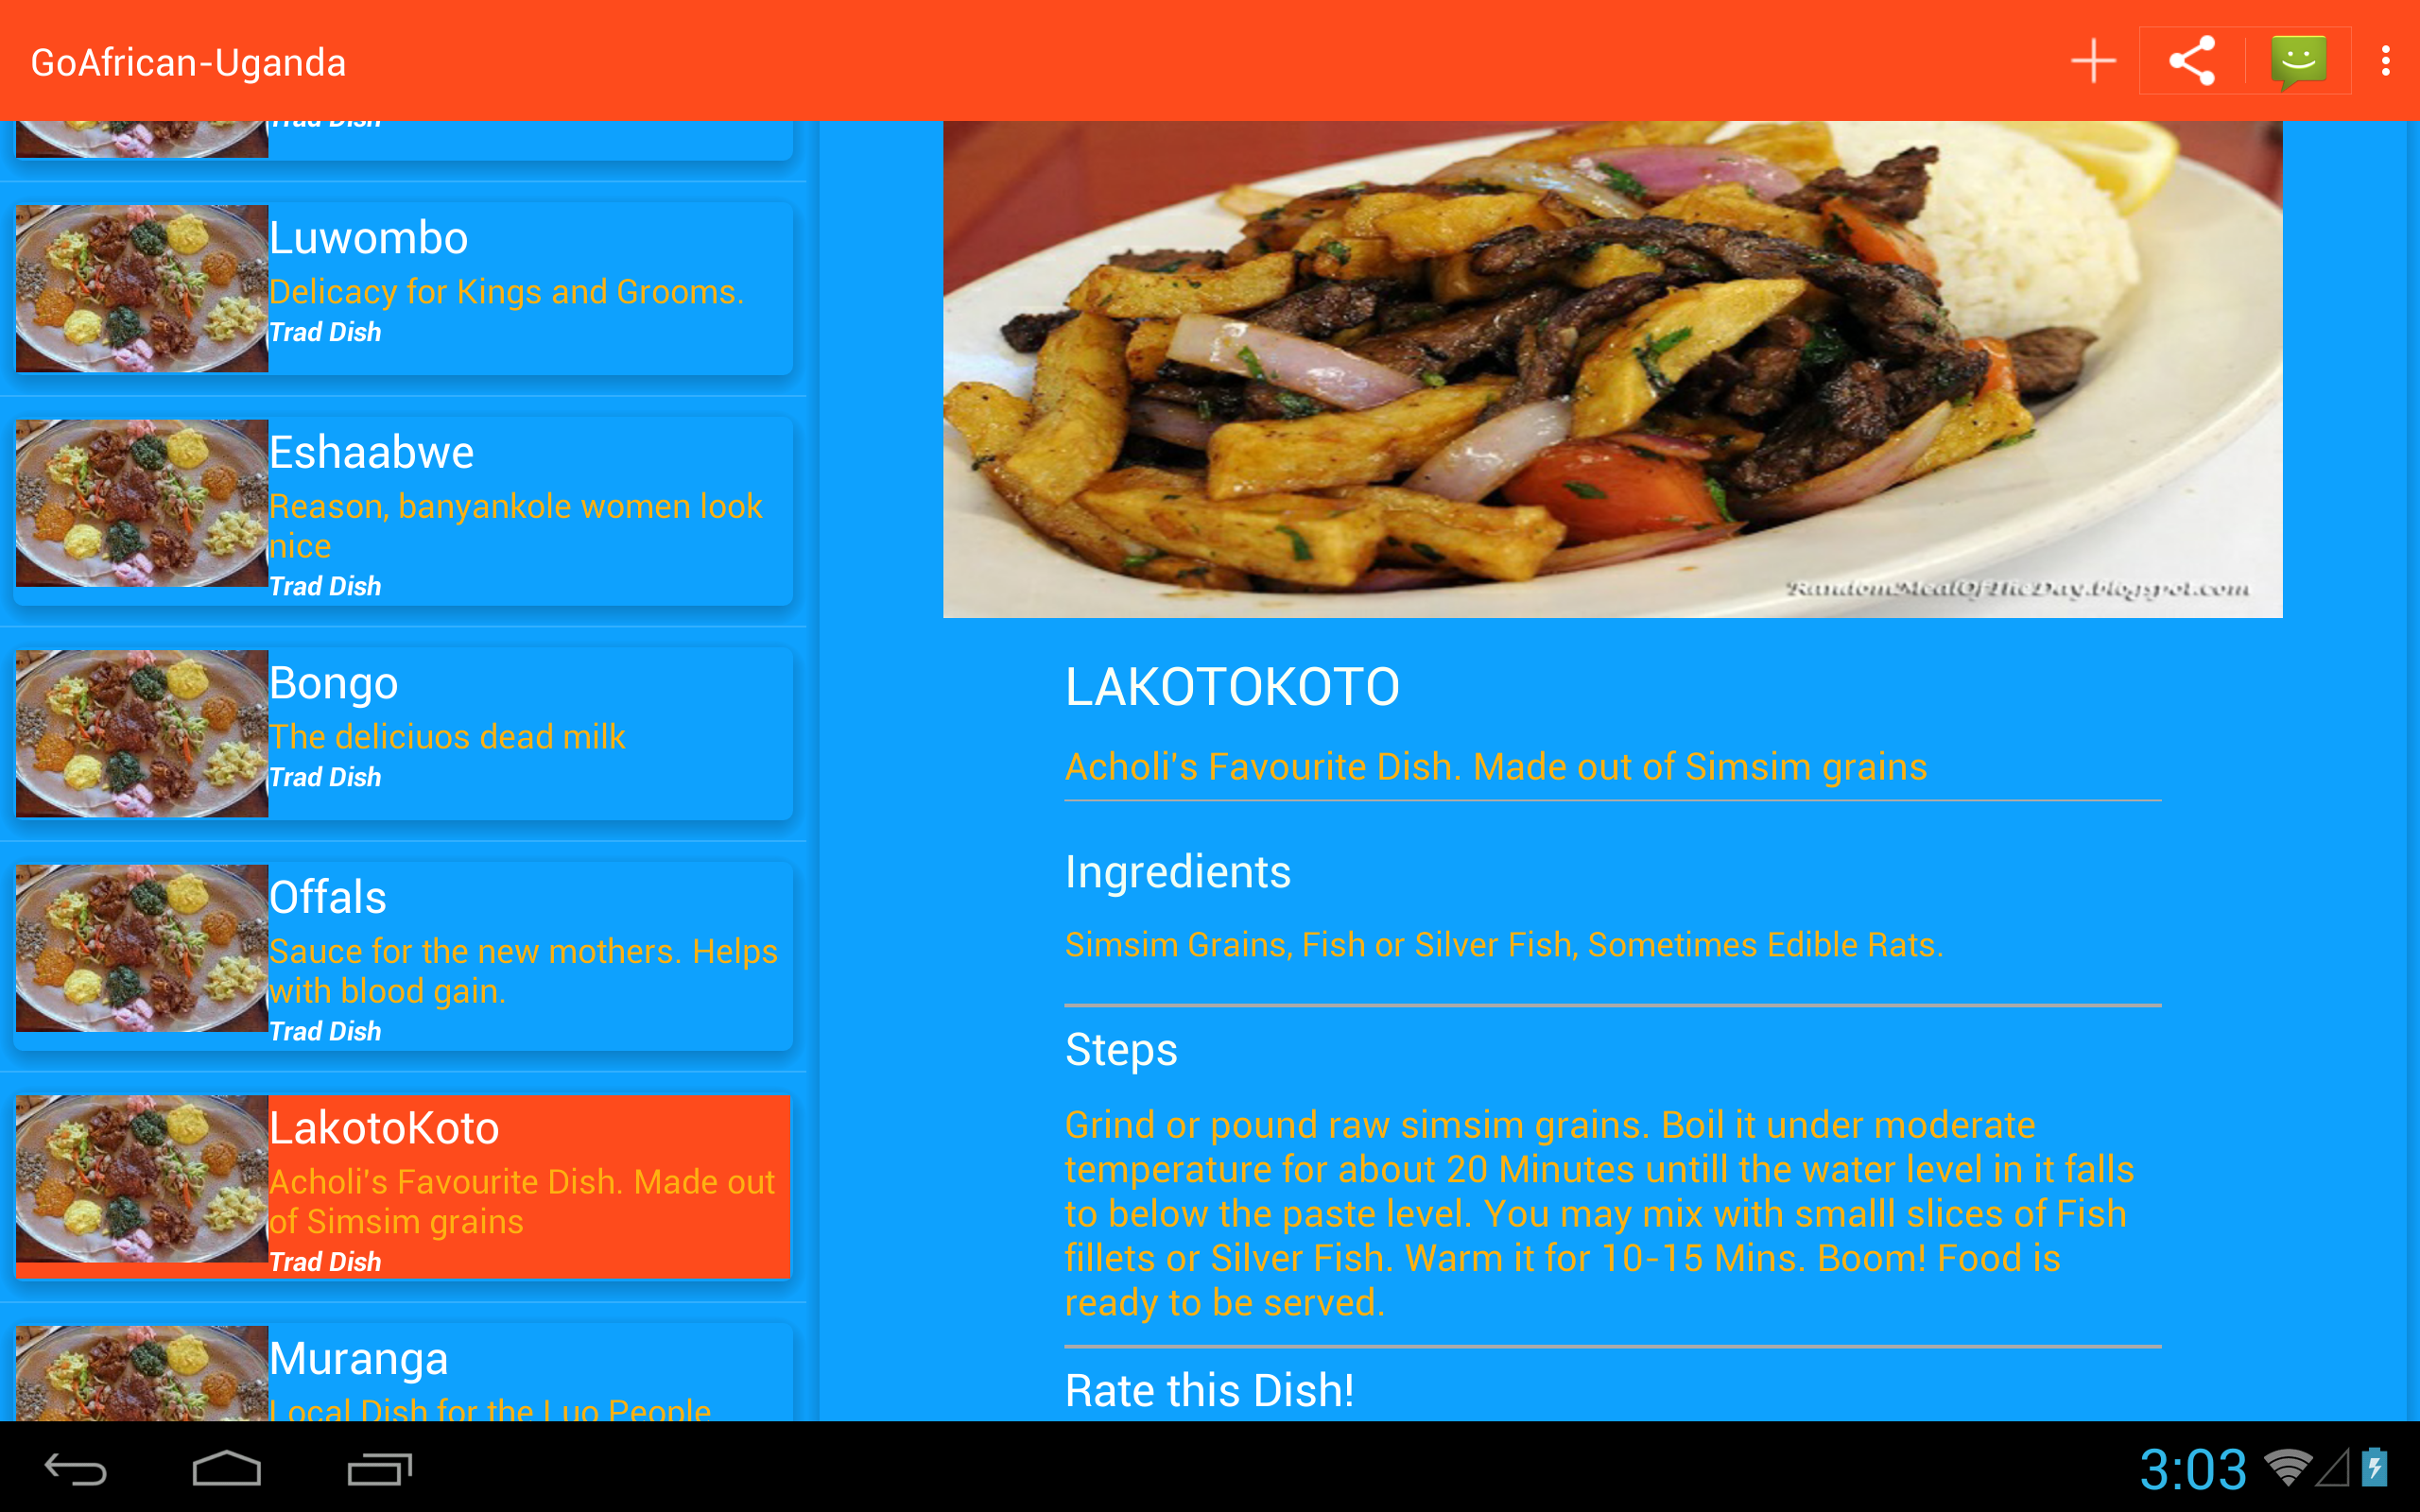 GoAfrican-Uganda
Trad Dish
Luwombo
Delicacy for Kings and Grooms.
Trad Dish
Eshaabwe
Reason, banyankole women look
nice
Trad Dish
Bongo
The deliciuos dead milk
Trad Dish
Offals
Sauce for the new mothers. Helps
with blood gain.
Trad Dish
LakotoKoto
Acholi's Favourite Dish. Made out
of Simsim grains
Trad Dish
Muranga
Local Dish for the Luo People
RandomMealOfTheDay.blogspot.com
LAKOTOKOTO
Acholi's Favourite Dish. Made out of Simsim grains
Ingredients
Simsim Grains, Fish or Silver Fish, Sometimes Edible Rats.
Steps
Grind or pound raw simsim grains. Boil it under moderate
temperature for about 20 Minutes untill the water level in it falls
to below the paste level. You may mix with smalll slices of Fish
fillets or Silver Fish. Warm it for 10-15 Mins. Boom! Food is
ready to be served.
Rate this Dish!
3:03